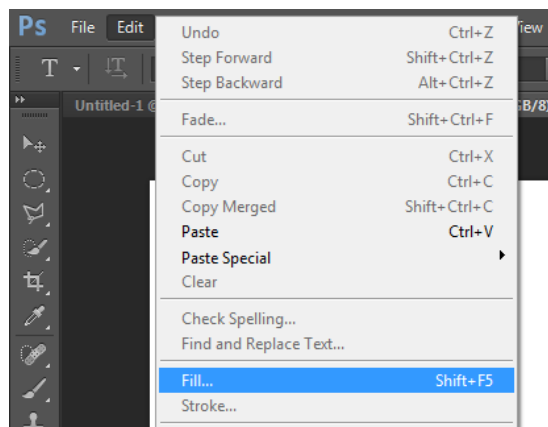 Ps File Edit iew
T
Untitled-1 @ GB/8)
Undo Ctrl+Z
Step Forward Shift+Ctrl+Z
Step Backward Alt+Ctrl+Z
Fade... Shift+Ctrl+F
Cut Ctrl+X
Copy Ctrl+C
Copy Merged Shift+Ctrl+C
Paste Ctrl+V
Paste Special
Clear
Check Spelling...
Find and Replace Text...
Fill... Shift+F5
Stroke...